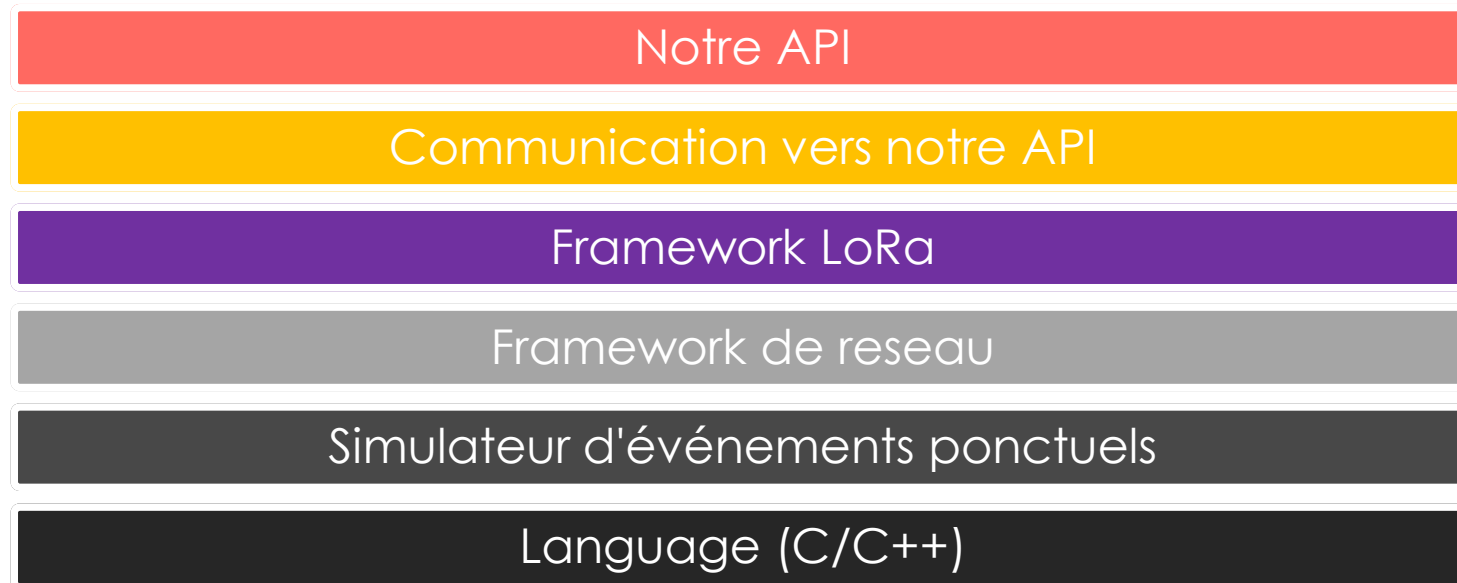 Notre API
Communication vers notre API
Framework LoRa
Framework de reseau
Simulateur d'événements ponctuels
Language (C/C++)